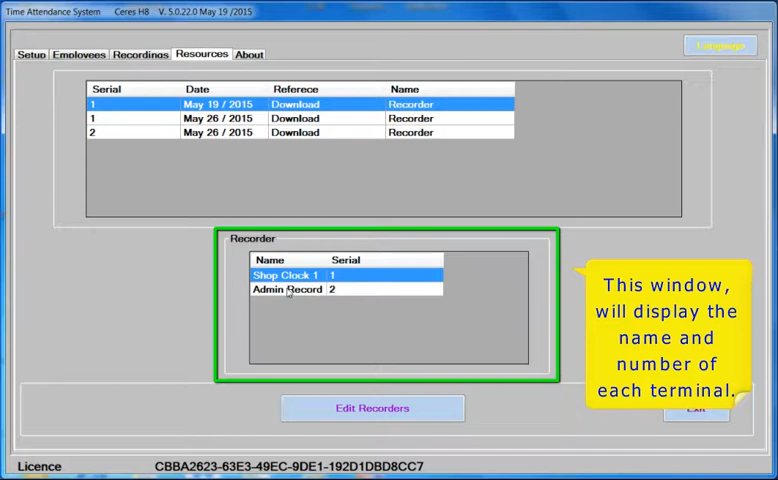 Time Attendance System Ceres H8 V. 5.0.22.0 May 19 /2015
Language
Setup Employees Recordings Resources About
Serial Date Referece Name
1 May 19 / 2015 Download Recorder
1 May 26 / 2015 Download Recorder
2 May 26 / 2015 Download Recorder
Recorder
Name Serial
Shop Clock 1 1
Admin Record 2
This window,
will display the
name and
number of
each terminal.
Edit Recorders
Exit
Licence CBBA2623-63E3-49EC-9DE1-192D1DBD8CC7